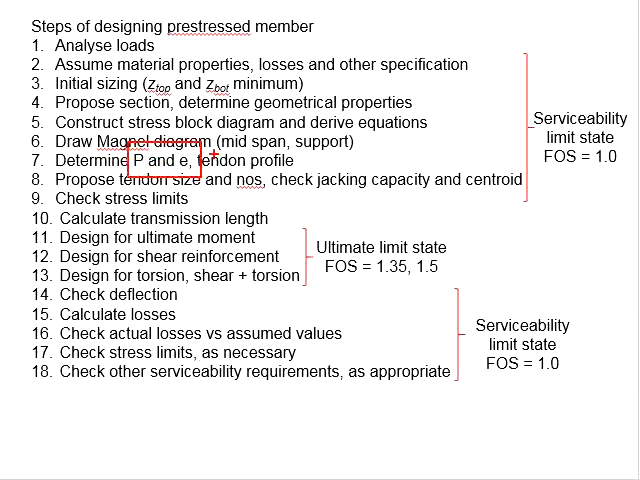 Steps of designing prestressed member
1. Analyse loads
2. Assume material properties, losses and other specification
3. Initial sizing (ztop and zbot minimum)
4. Propose section, determine geometrical properties
5. Construct stress block diagram and derive equations
6. Draw Magnel diagram (mid span, support)
7. Determine P and e, tendon profile
8. Propose tendon size and nos, check jacking capacity and centroid
9. Check stress limits
Serviceability
limit state
FOS = 1.0
10. Calculate transmission length
11. Design for ultimate moment
12. Design for shear reinforcement
13. Design for torsion, shear + torsion
Ultimate limit state
FOS = 1.35, 1.5
14. Check deflection
15. Calculate losses
16. Check actual losses vs assumed values
17. Check stress limits, as necessary
18. Check other serviceability requirements, as appropriate
Serviceability
limit state
FOS = 1.0